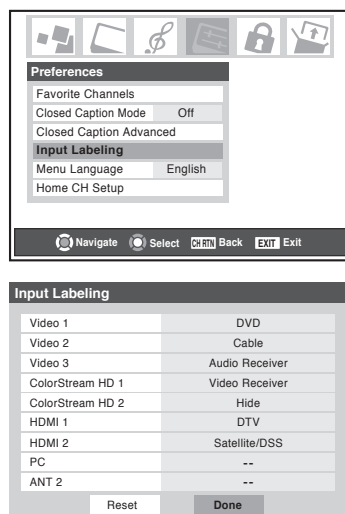 Preferences
Favorite Channels
Closed Caption Mode Off
Closed Caption Advanced
Input Labeling
Menu Language English
Home CH Setup
Navigate Select CH RTN Back EXIT Exit
Input Labeling
Video 1 DVD
Video 2 Cable
Video 3 Audio Receiver
ColorStream HD 1 Video Receiver
ColorStream HD 2 Hide
HDMI 1 DTV
HDMI 2 Satellite/DSS
PC --
ANT 2 --
Reset Done